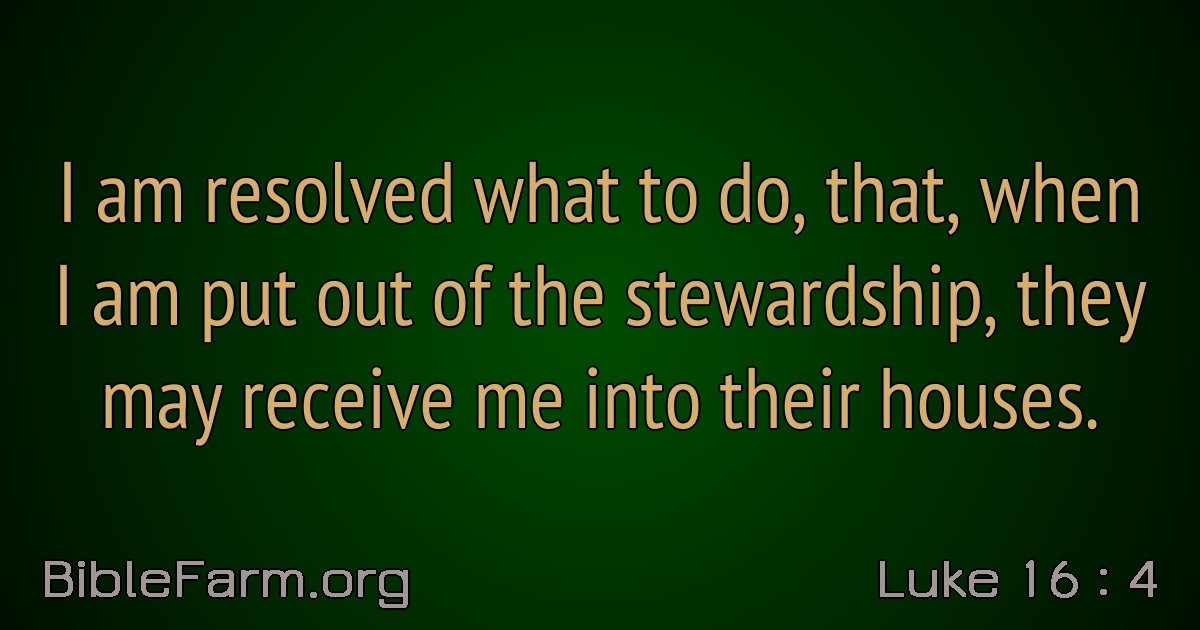 I am resolved what to do, that, when
I am put out of the stewardship, they
may receive me into their houses.
BibleFarm.org
Luke 16 : 4